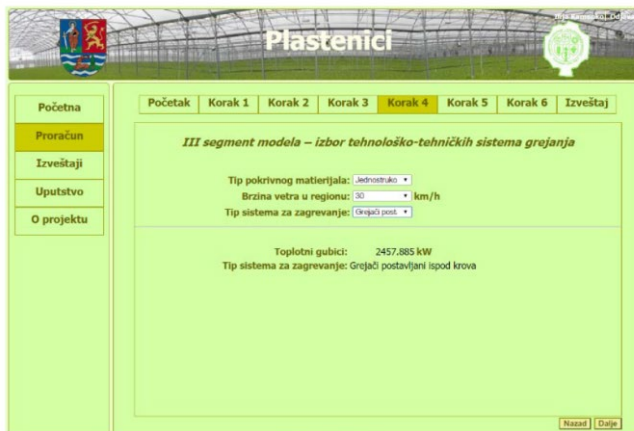 Plastenici
Početna
Proračun
Izveštaji
Uputstvo
O projektu
Početak Korak 1 Korak 2 Korak 3 Korak 4 Korak 5 Korak 6 Izveštaj
III segment modela – izbor tehnološko-tehničkih sistema grejanja
Tip pokrivnog matierijala: Jednostruko
Brzina vetra u regionu: 30 km/h
Tip sistema za zagrevanje: Grejači post.
Toplotni gubici: 2457.885 kW
Tip sistema za zagrevanje: Grejači postavljani ispod krova
Nazad Dalje